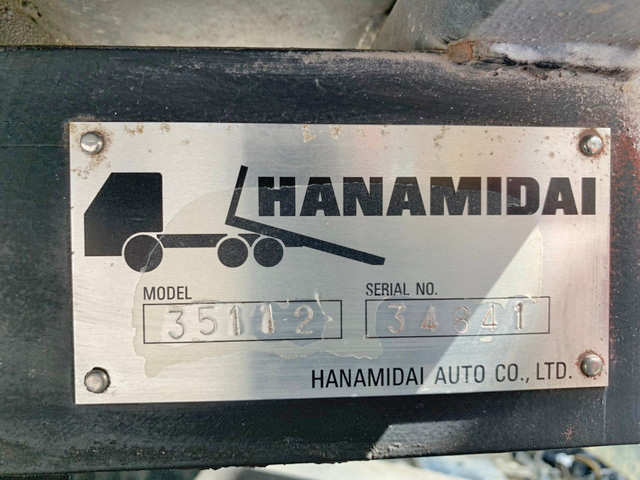 HANAMIDAI
MODEL SERIAL NO.
35112 34841
HANAMIDAI AUTO CO., LTD.